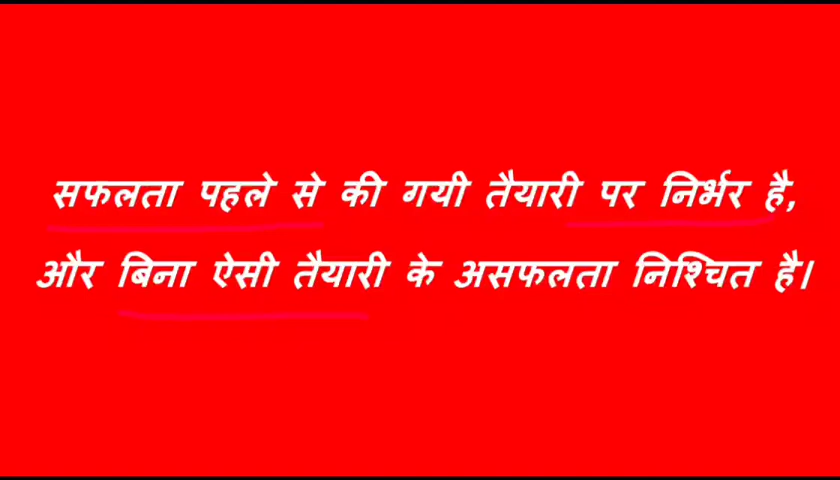 सफलता पहले से की गयी तैयारी पर निर्भर है,
और बिना ऐसी तैयारी के असफलता निश्चित है।